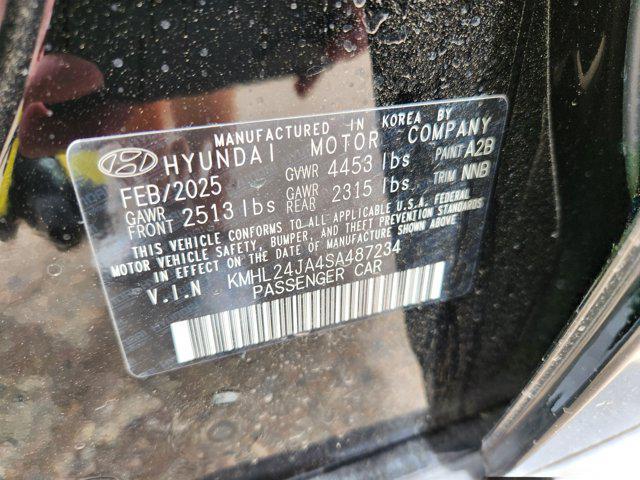 MANUFACTURED IN KOREA BY
HYUNDAI MOTOR COMPANY
FEB/2025 GVWR 4453 lbs PAINT A2B
GAWR FRONT 2513 lbs GAWR REAR 2315 lbs TRIM NNB
THIS VEHICLE CONFORMS TO ALL APPLICABLE U.S.A. FEDERAL
MOTOR VEHICLE SAFETY, BUMPER, AND THEFT PREVENTION STANDARDS
IN EFFECT ON THE DATE OF MANUFACTURE SHOWN ABOVE.
V.I.N KMHL24JA4SA487234
PASSENGER CAR